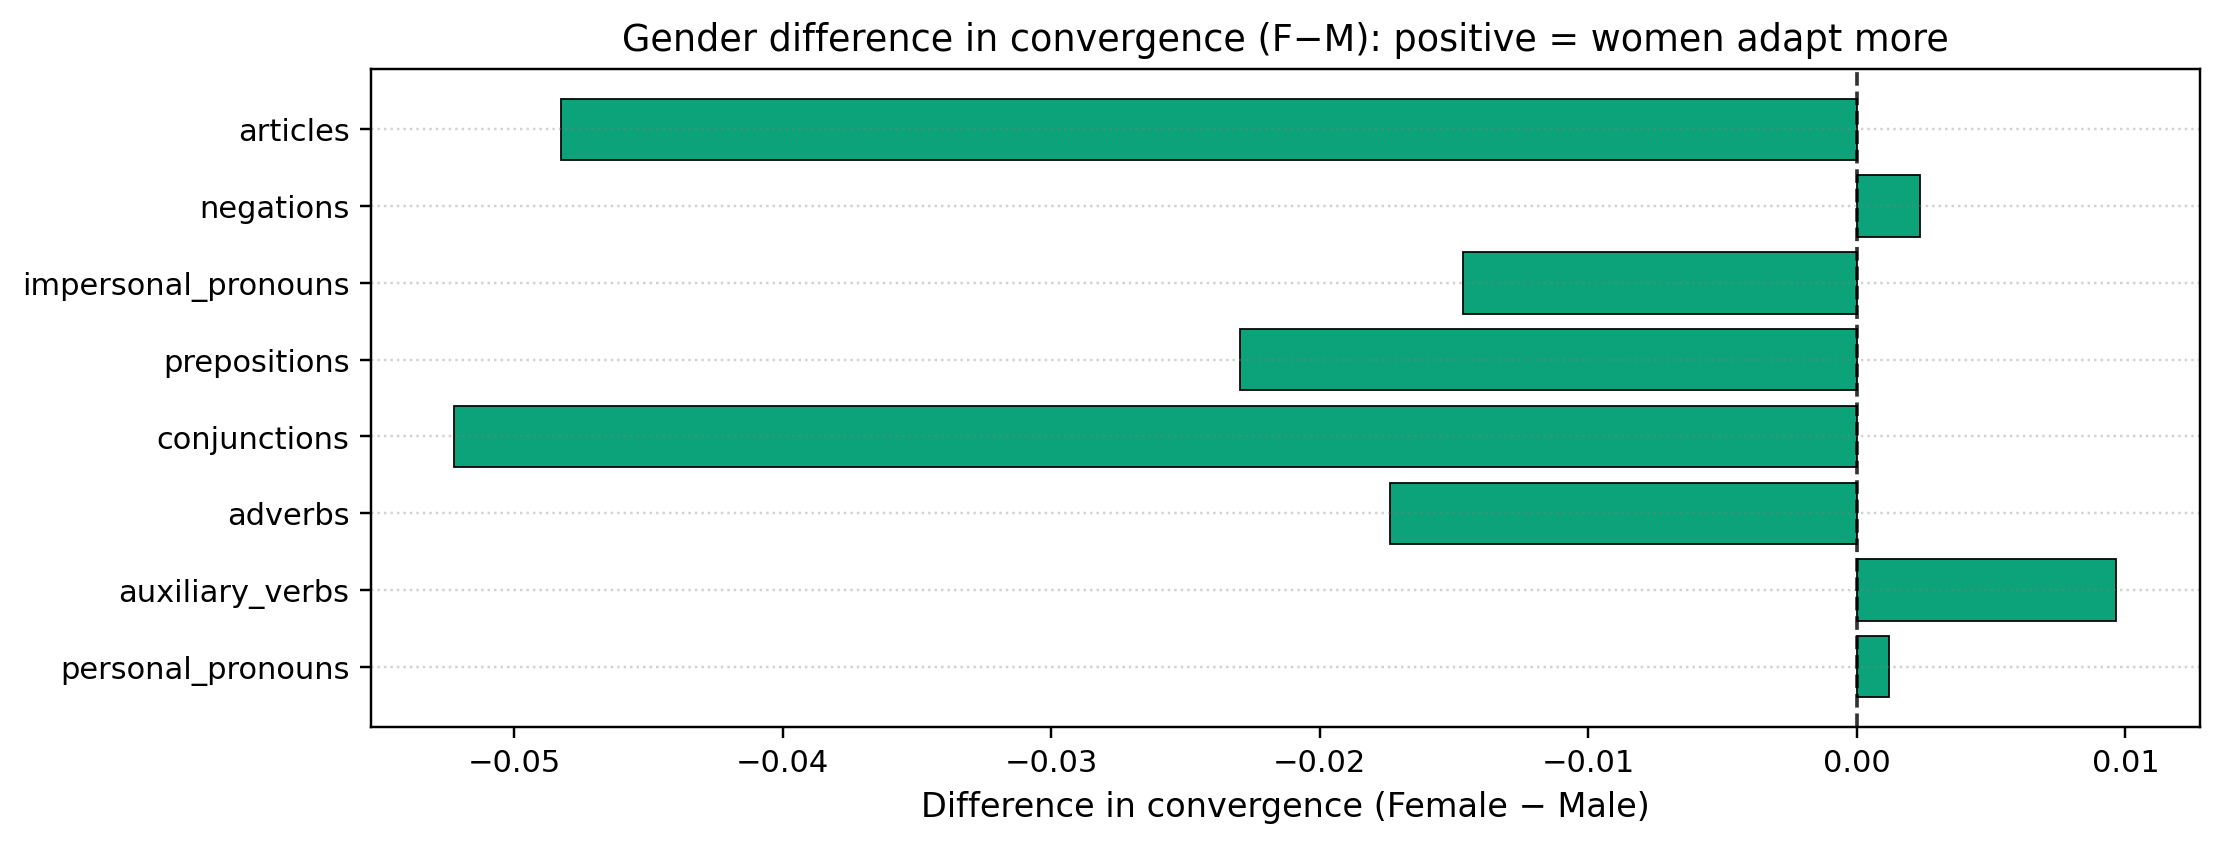 Gender difference in convergence (F−M): positive = women adapt more
articles
negations
impersonal_pronouns
prepositions
conjunctions
adverbs
auxiliary_verbs
personal_pronouns
−0.05 −0.04 −0.03 −0.02 −0.01 0.00 0.01
Difference in convergence (Female − Male)